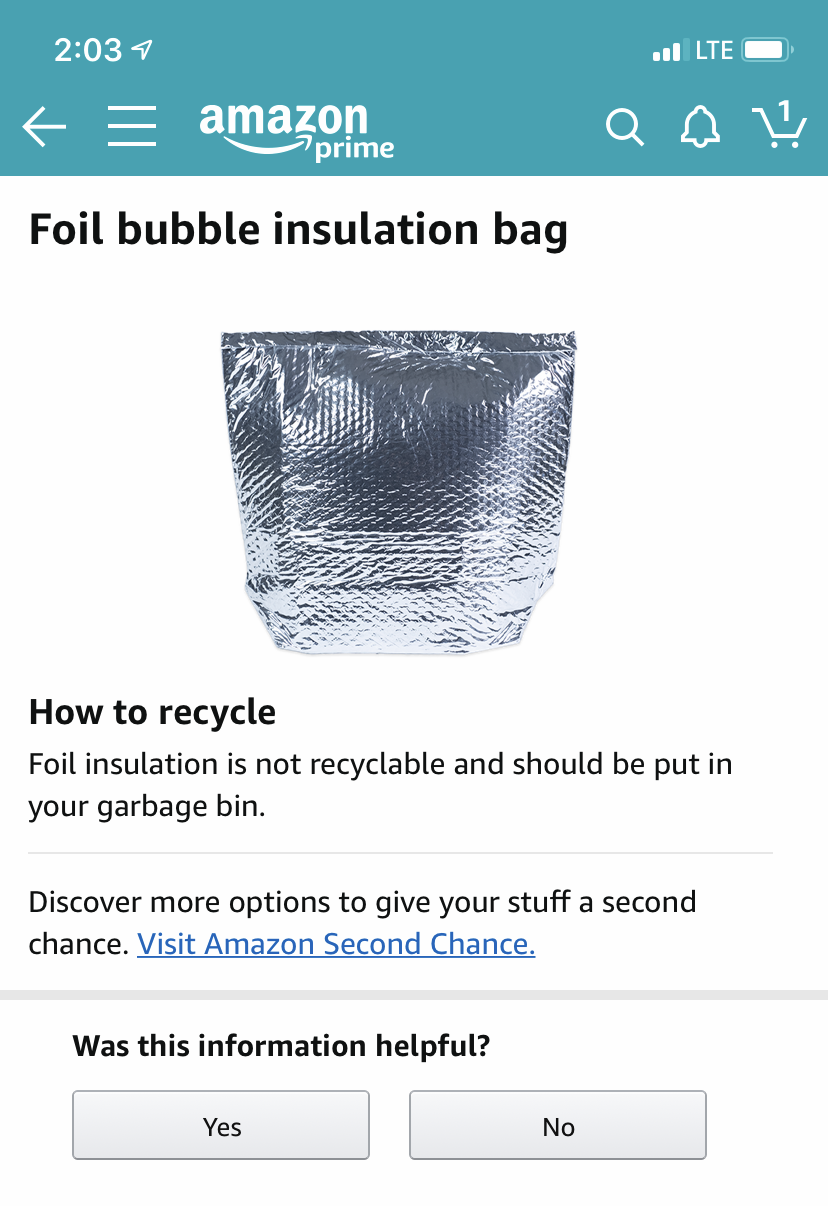 2:03
LTE
amazon
prime
1
Foil bubble insulation bag
How to recycle
Foil insulation is not recyclable and should be put in
your garbage bin.
Discover more options to give your stuff a second
chance. Visit Amazon Second Chance.
Was this information helpful?
Yes
No